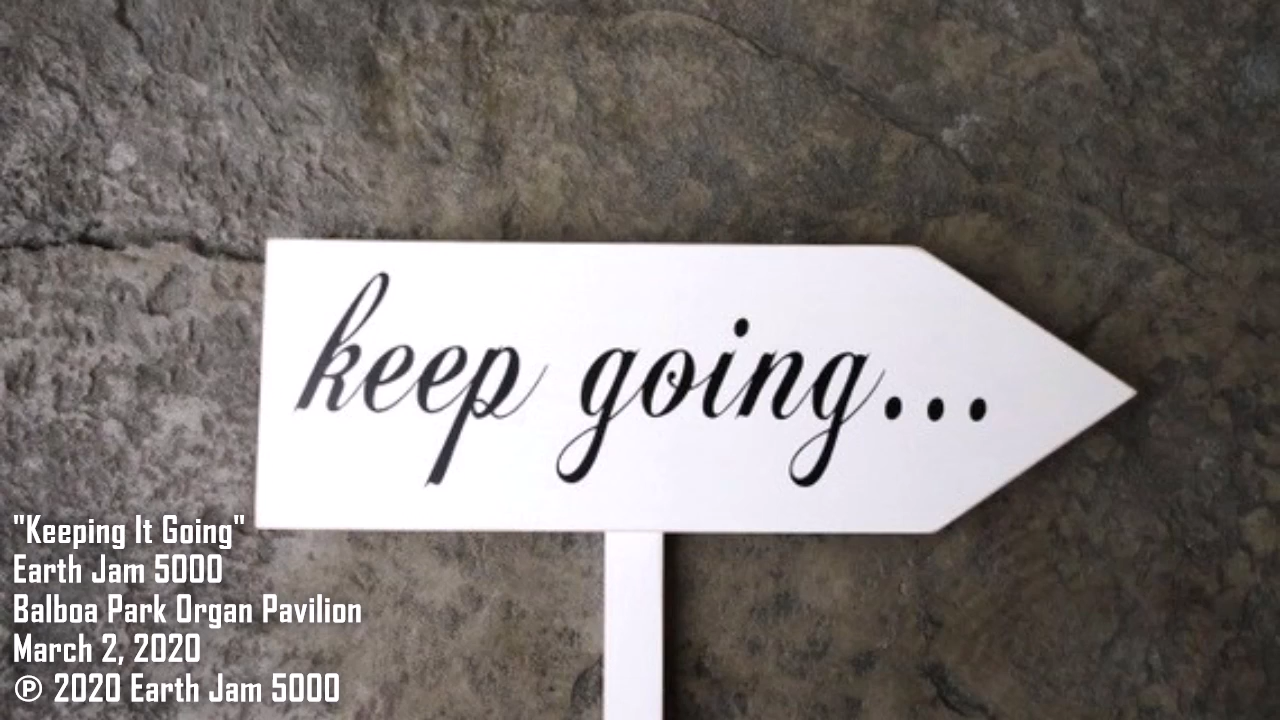 keep going...
"Keeping It Going"
Earth Jam 5000
Balboa Park Organ Pavilion
March 2, 2020
℗ 2020 Earth Jam 5000